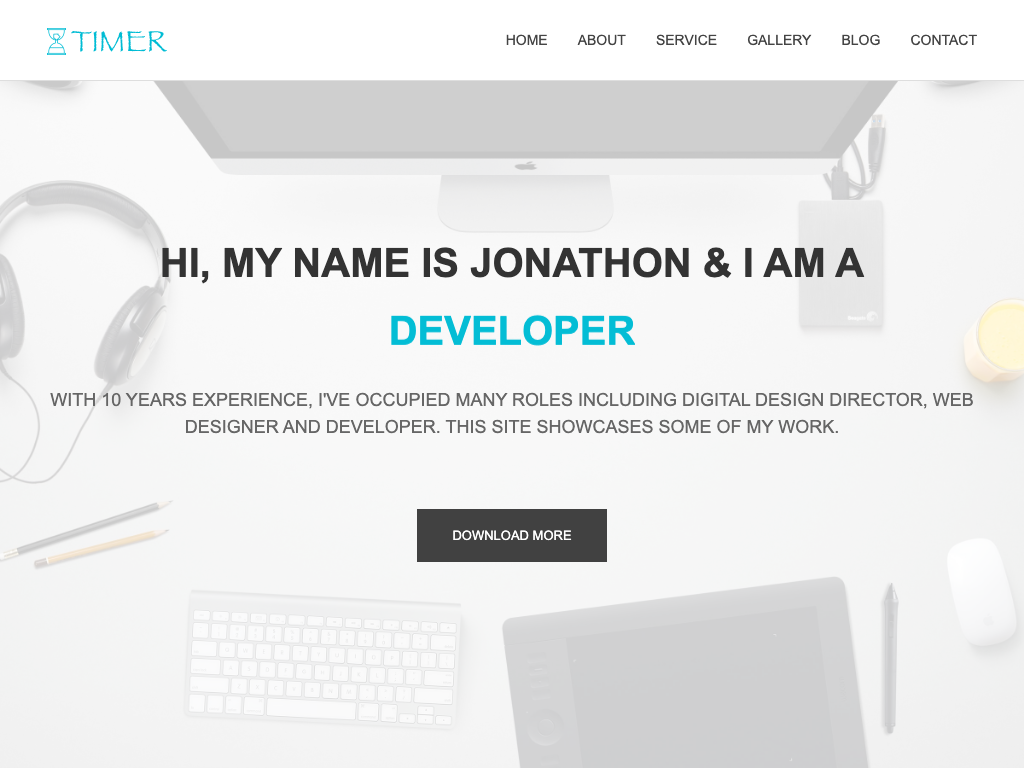 TIMER
HOME ABOUT SERVICE GALLERY BLOG CONTACT
HI, MY NAME IS JONATHON & I AM A
DEVELOPER
WITH 10 YEARS EXPERIENCE, I'VE OCCUPIED MANY ROLES INCLUDING DIGITAL DESIGN DIRECTOR, WEB
DESIGNER AND DEVELOPER. THIS SITE SHOWCASES SOME OF MY WORK.
DOWNLOAD MORE